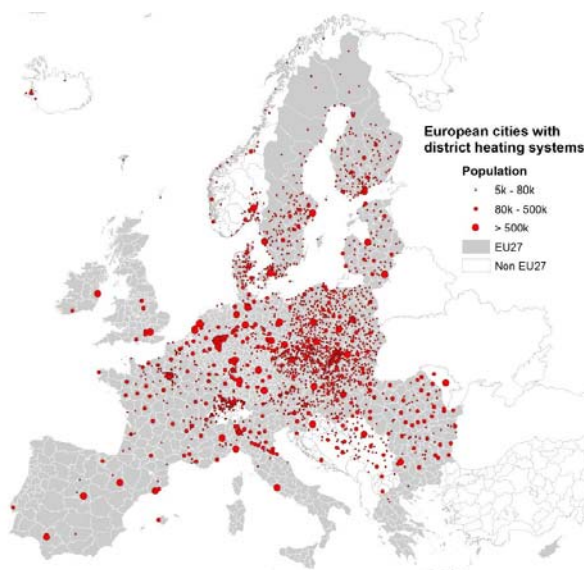 European cities with
district heating systems
Population
5k - 80k
80k - 500k
> 500k
EU27
Non EU27